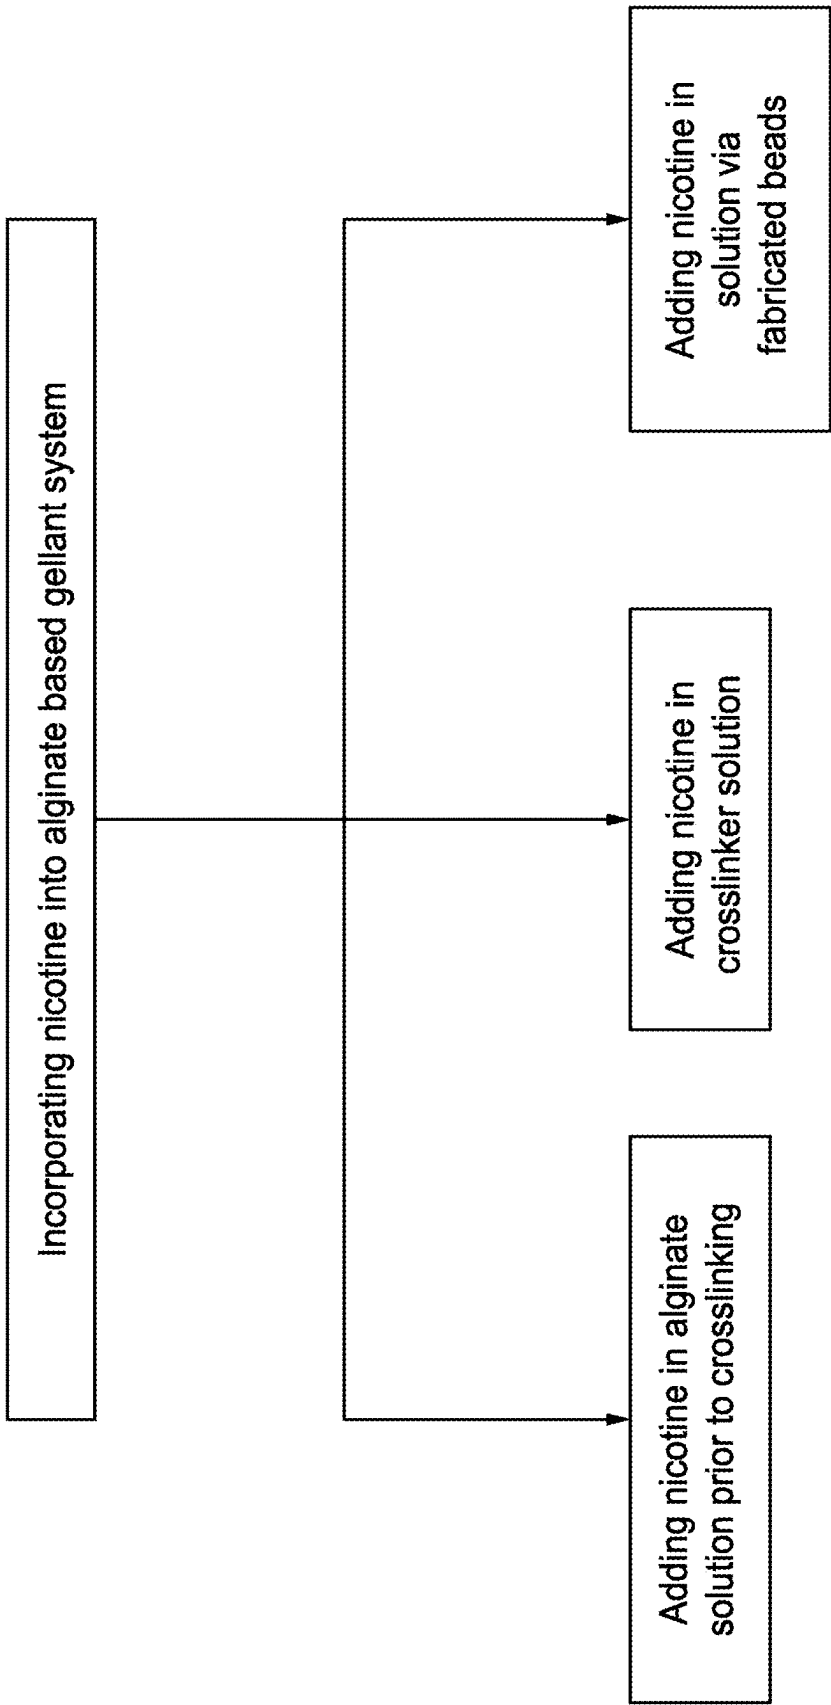 Incorporating nicotine into alginate based gellant system
Adding nicotine in alginate
solution prior to crosslinking
Adding nicotine in
crosslinker solution
Adding nicotine in
solution via
fabricated beads